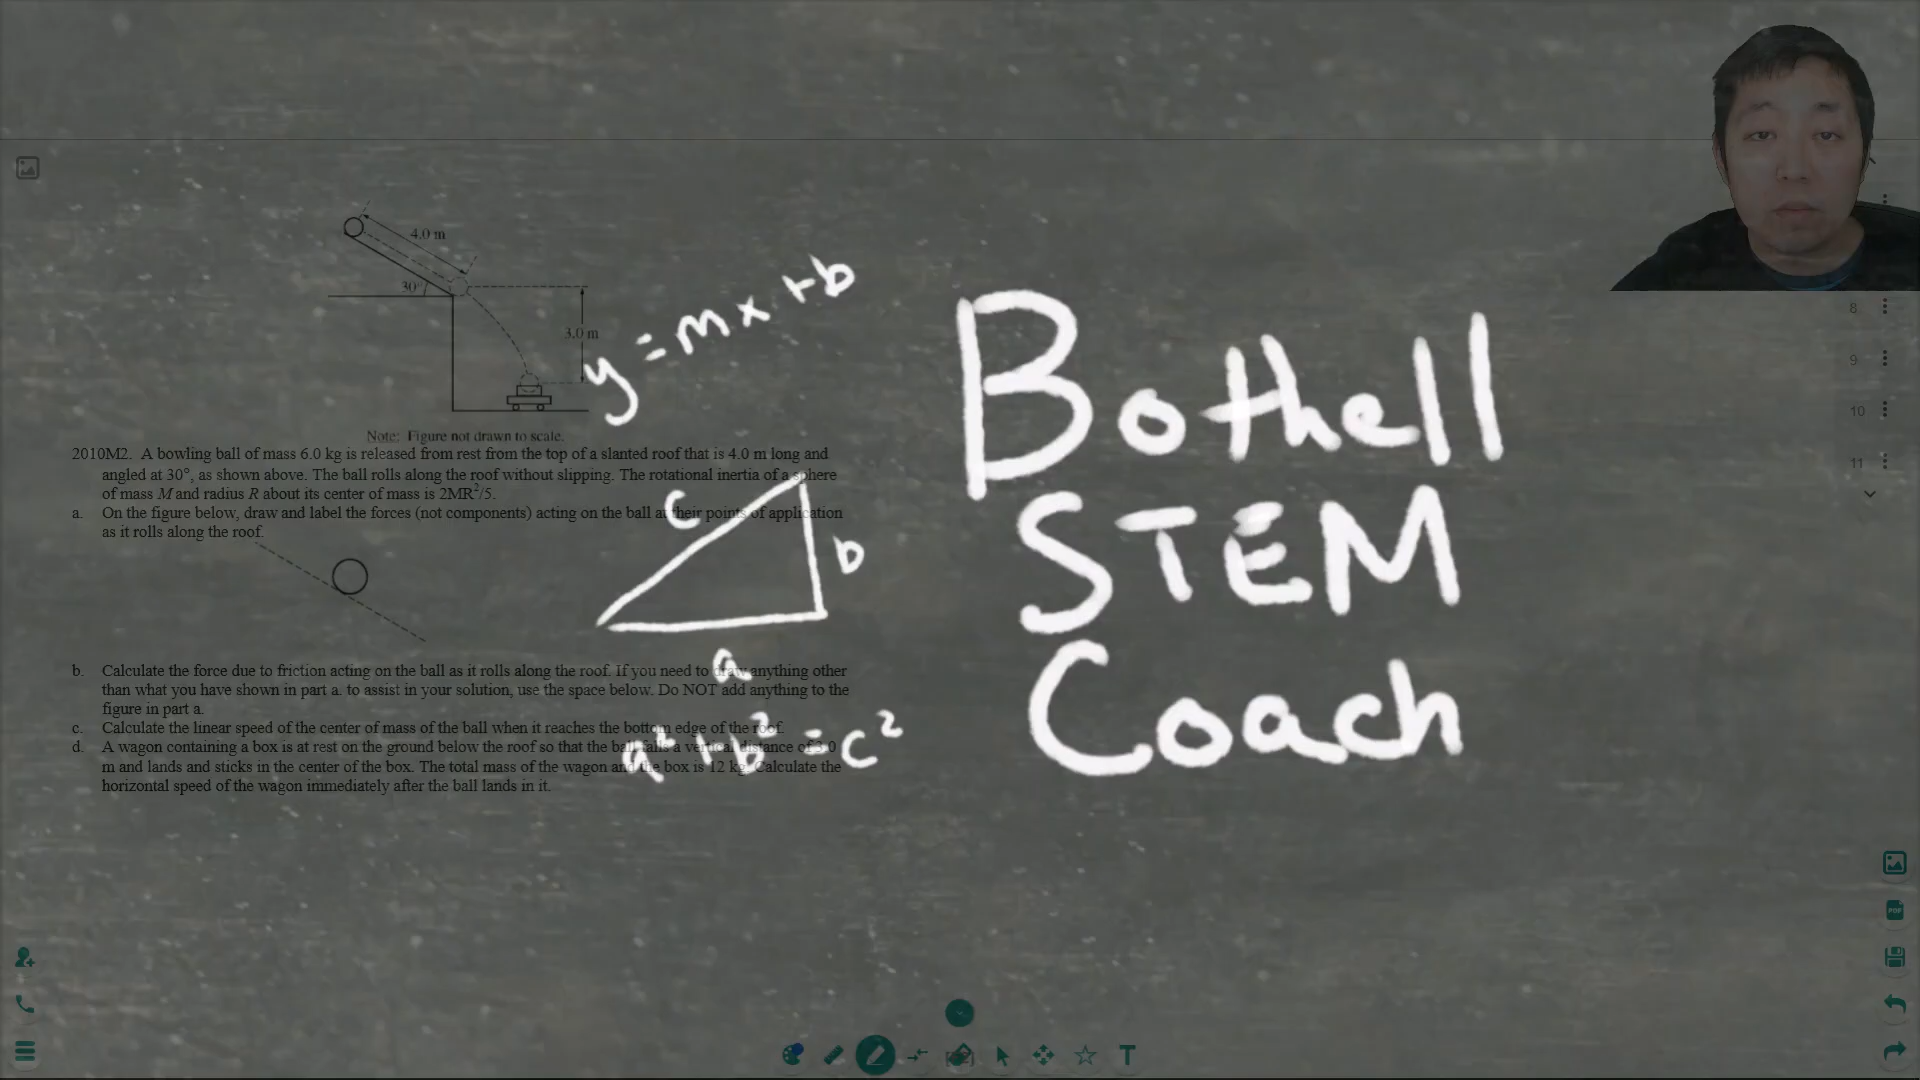 4.0 m
30°
3.0 m
Note: Figure not drawn to scale.
2010M2. A bowling ball of mass 6.0 kg is released from rest from the top of a slanted roof that is 4.0 m long and
angled at 30°, as shown above. The ball rolls along the roof without slipping. The rotational inertia of a sphere
of mass M and radius R about its center of mass is 2MR²/5.
a. On the figure below, draw and label the forces (not components) acting on the ball at their points of application
as it rolls along the roof.
b. Calculate the force due to friction acting on the ball as it rolls along the roof. If you need to draw anything other
than what you have shown in part a. to assist in your solution, use the space below. Do NOT add anything to the
figure in part a.
c. Calculate the linear speed of the center of mass of the ball when it reaches the bottom edge of the roof.
d. A wagon containing a box is at rest on the ground below the roof so that the ball falls a vertical distance of 3.0
m and lands and sticks in the center of the box. The total mass of the wagon and the box is 12 kg. Calculate the
horizontal speed of the wagon immediately after the ball lands in it.
y = mx + b
c
b
a
a² + b² = c²
Bothell
STEM
Coach
8
9
10
11
PDF
T